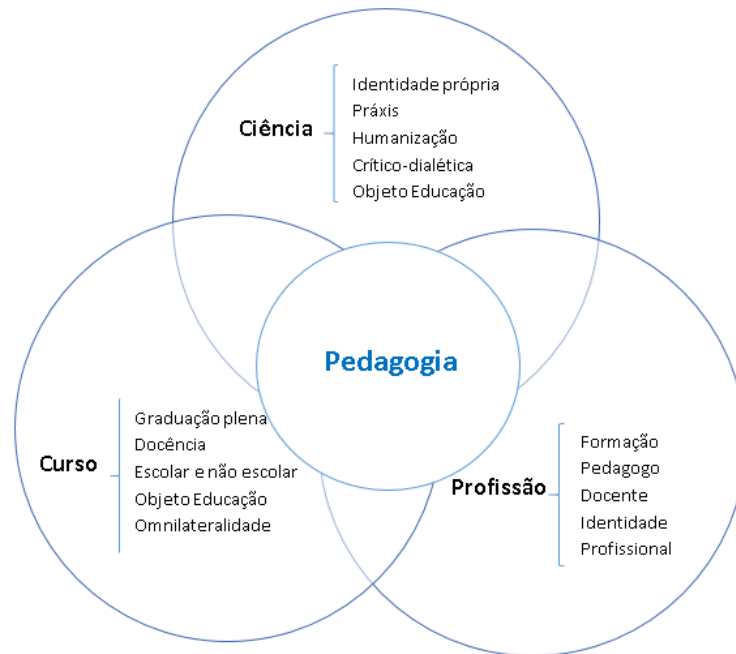 Ciência
Identidade própria
Práxis
Humanização
Crítico-dialética
Objeto Educação
Pedagogia
Curso
Graduação plena
Docência
Escolar e não escolar
Objeto Educação
Omnilateralidade
Profissão
Formação
Pedagogo
Docente
Identidade
Profissional